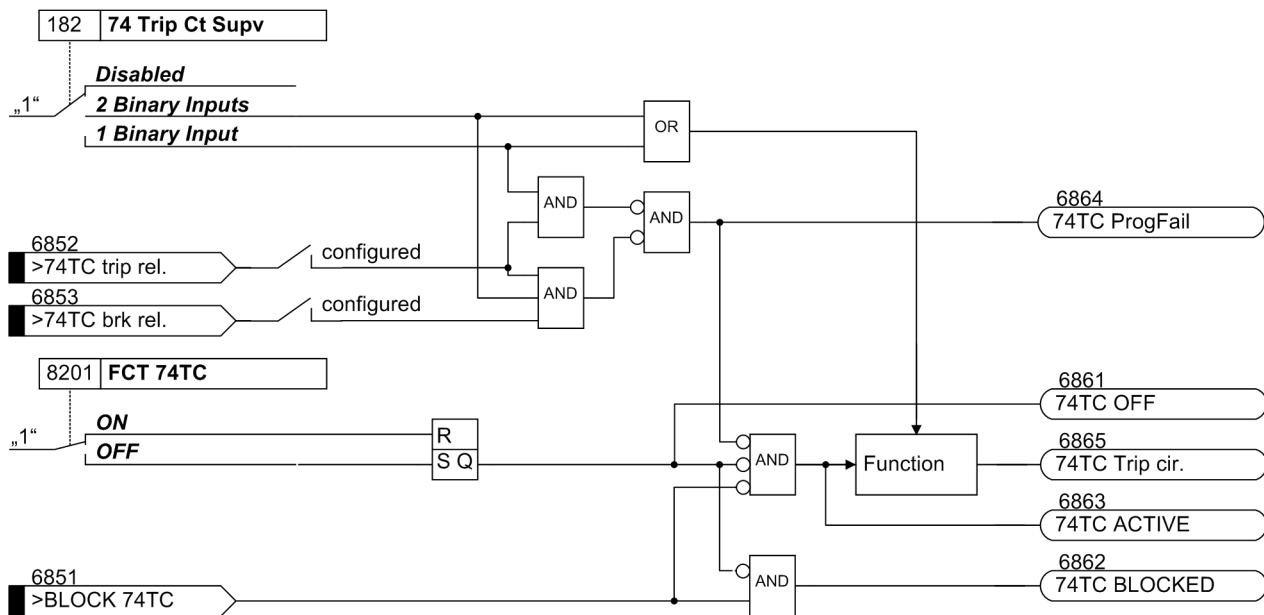 182 74 Trip Ct Supv
Disabled
„1“ 2 Binary Inputs
1 Binary Input
OR
AND
AND
6864
74TC ProgFail
6852
>74TC trip rel. configured
AND
6853
>74TC brk rel. configured
8201 FCT 74TC
6861
74TC OFF
ON
„1“ OFF
R
S Q
AND
Function
6865
74TC Trip cir.
6863
74TC ACTIVE
6851
>BLOCK 74TC
AND
6862
74TC BLOCKED